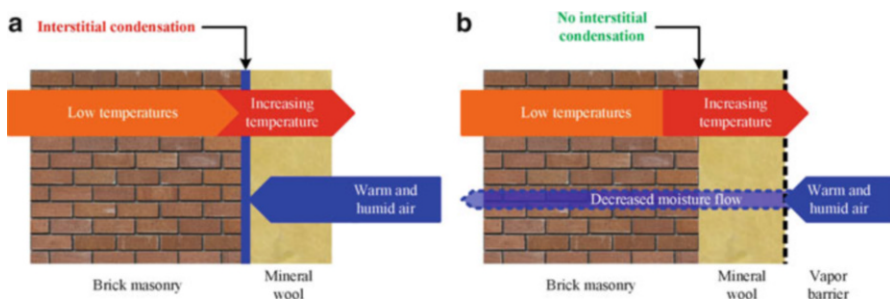 a
Interstitial condensation
Low temperatures
Increasing
temperature
Warm and
humid air
Brick masonry
Mineral
wool
b
No interstitial
condensation
Low temperatures
Increasing
temperature
Decreased moisture flow
Warm and
humid air
Brick masonry
Mineral
wool
Vapor
barrier